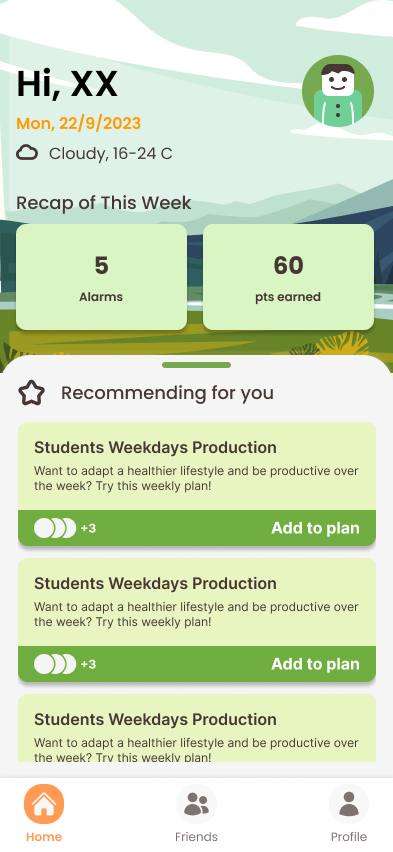 Hi, XX
Mon, 22/9/2023
Cloudy, 16-24 C
Recap of This Week
5
Alarms
60
pts earned
Recommending for you
Students Weekdays Production
Want to adapt a healthier lifestyle and be productive over
the week? Try this weekly plan!
+3
Add to plan
Students Weekdays Production
Want to adapt a healthier lifestyle and be productive over
the week? Try this weekly plan!
+3
Add to plan
Students Weekdays Production
Want to adapt a healthier lifestyle and be productive over
the week? Try this weekly plan!
Home
Friends
Profile